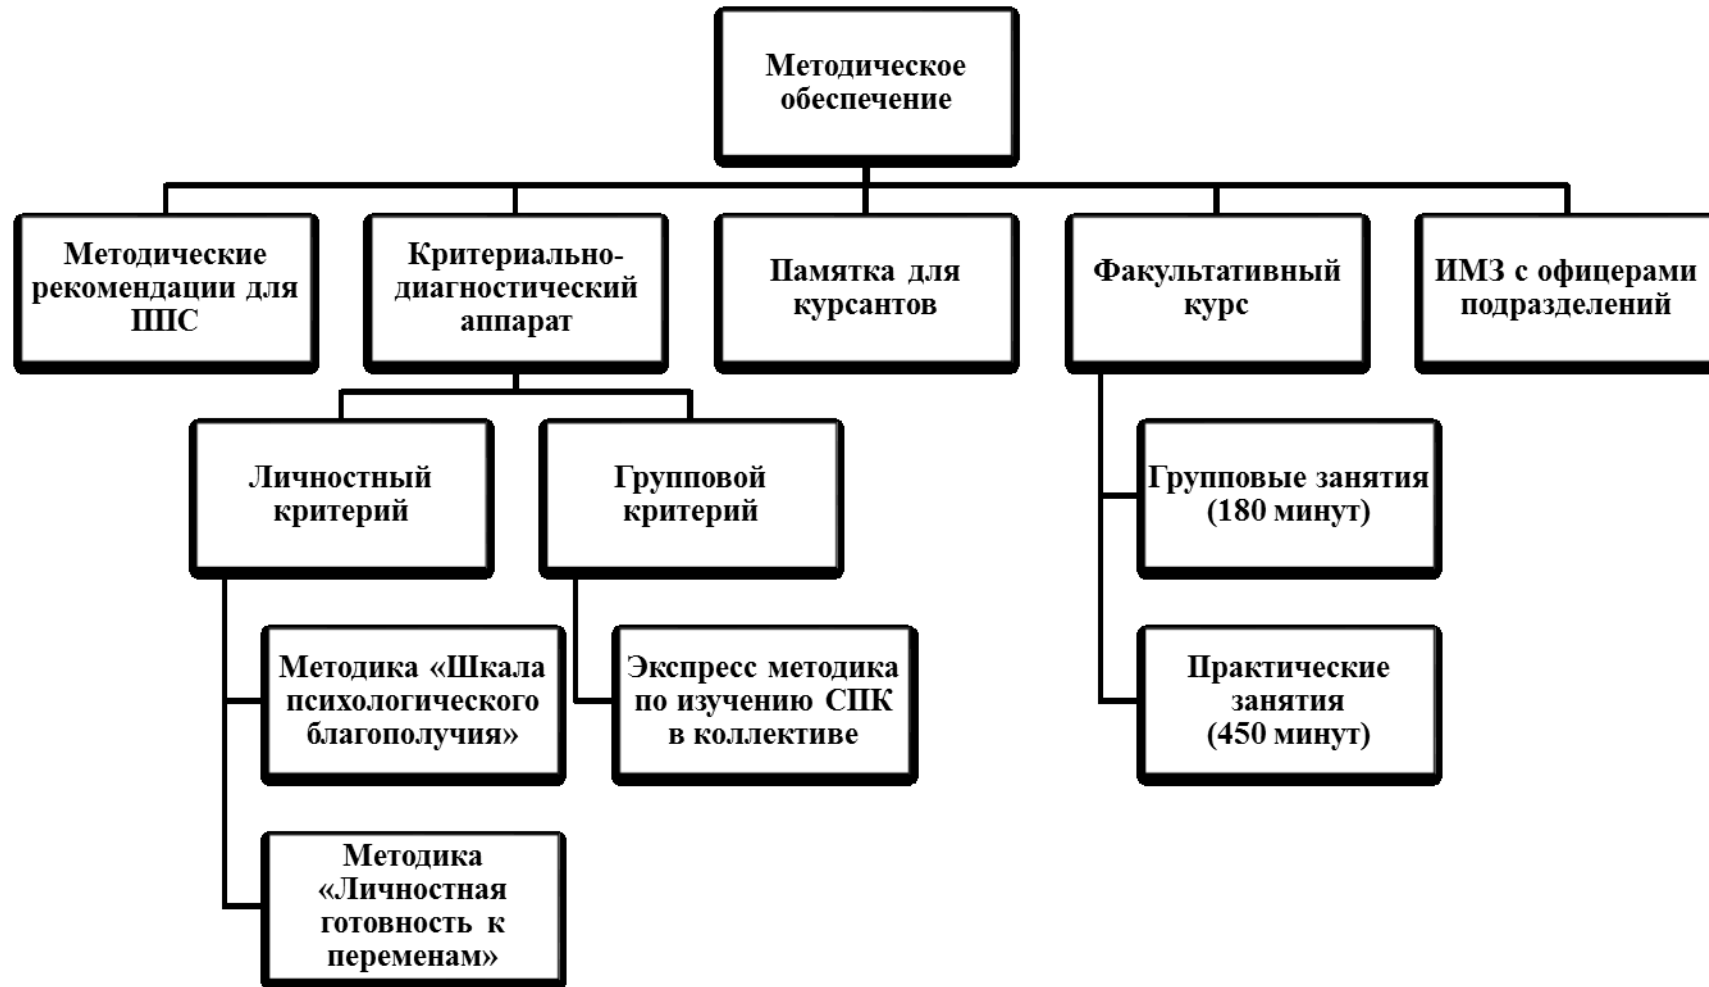 Методическое
обеспечение
Методические
рекомендации для
ППС
Критериально-
диагностический
аппарат
Памятка для
курсантов
Факультативный
курс
ИМЗ с офицерами
подразделений
Личностный
критерий
Групповой
критерий
Групповые занятия
(180 минут)
Методика «Шкала
психологического
благополучия»
Экспресс методика
по изучению СПК
в коллективе
Практические
занятия
(450 минут)
Методика
«Личностная
готовность к
переменам»